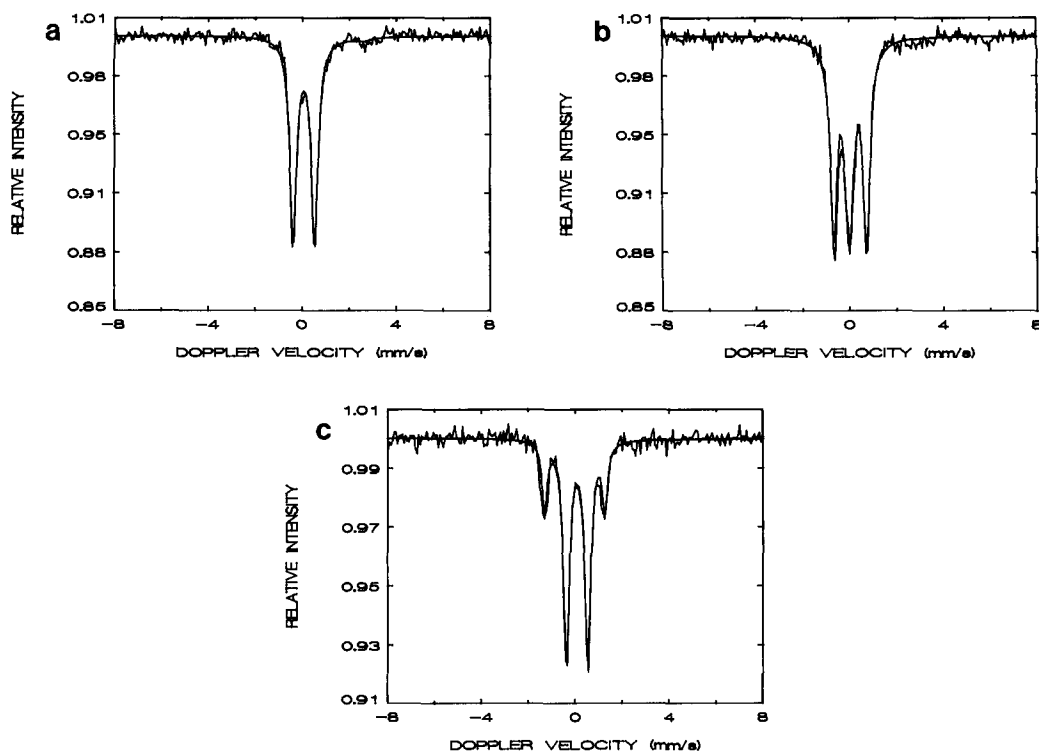 a
1.01
0.98
0.95
0.91
0.88
0.85
RELATIVE INTENSITY
-8 -4 0 4 8
DOPPLER VELOCITY (mm/s)
b
1.01
0.98
0.95
0.91
0.88
0.85
RELATIVE INTENSITY
-8 -4 0 4 8
DOPPLER VELOCITY (mm/s)
c
1.01
0.99
0.97
0.95
0.93
0.91
RELATIVE INTENSITY
-8 -4 0 4 8
DOPPLER VELOCITY (mm/s)